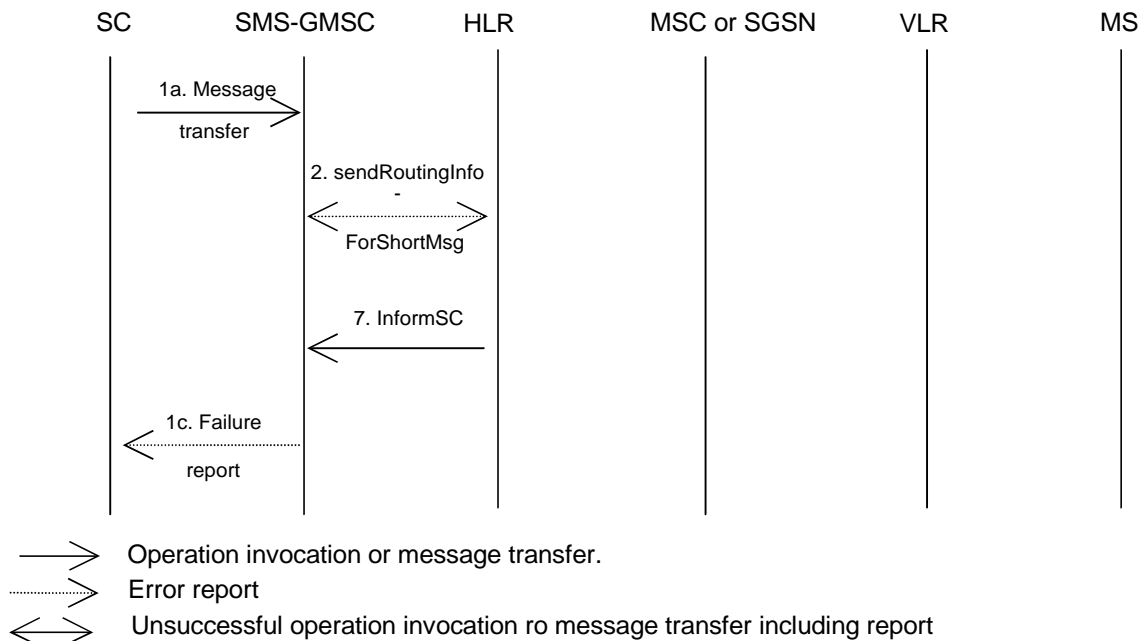 SC SMS-GMSC HLR MSC or SGSN VLR MS
1a. Message
transfer
2. sendRoutingInfo
-
ForShortMsg
7. InformSC
1c. Failure
report
Operation invocation or message transfer.
Error report
Unsuccessful operation invocation ro message transfer including report